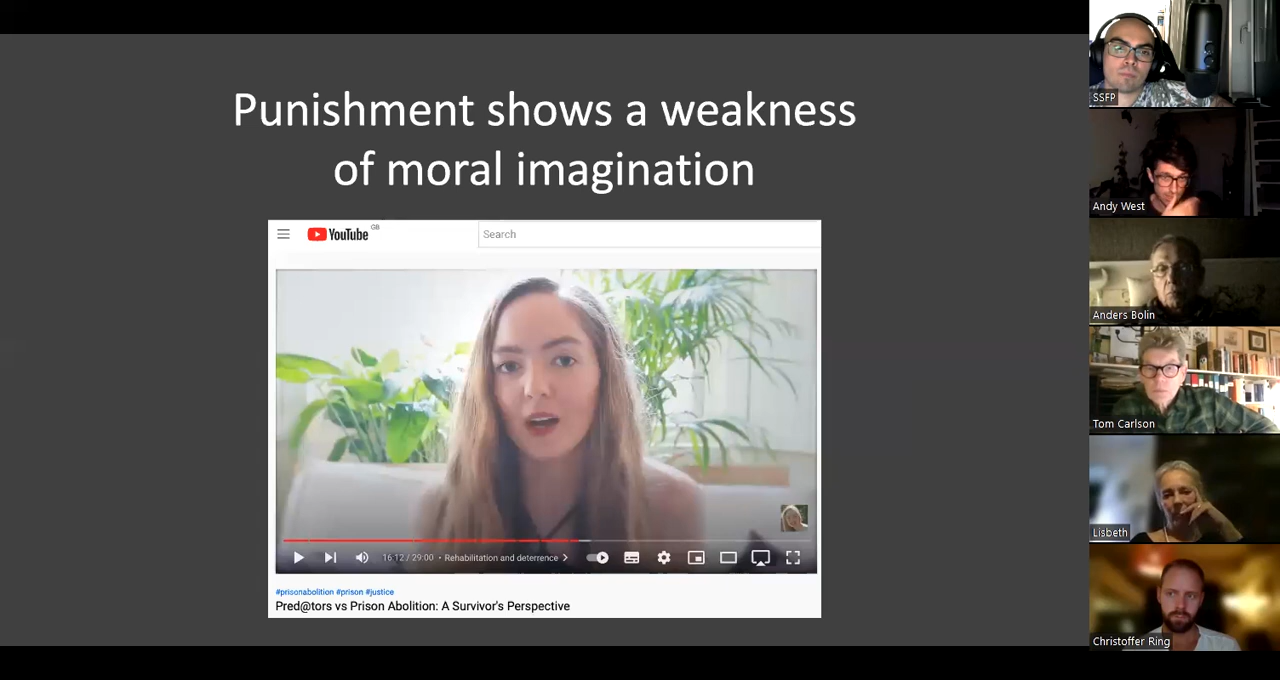 Punishment shows a weakness
of moral imagination
YouTube GB
Search
16:12 / 29:00 • Rehabilitation and deterrence >
#prisonabolition #prison #justice
Pred@tors vs Prison Abolition: A Survivor's Perspective
SSFP
Andy West
Anders Bolin
Tom Carlson
Lisbeth
Christoffer Ring